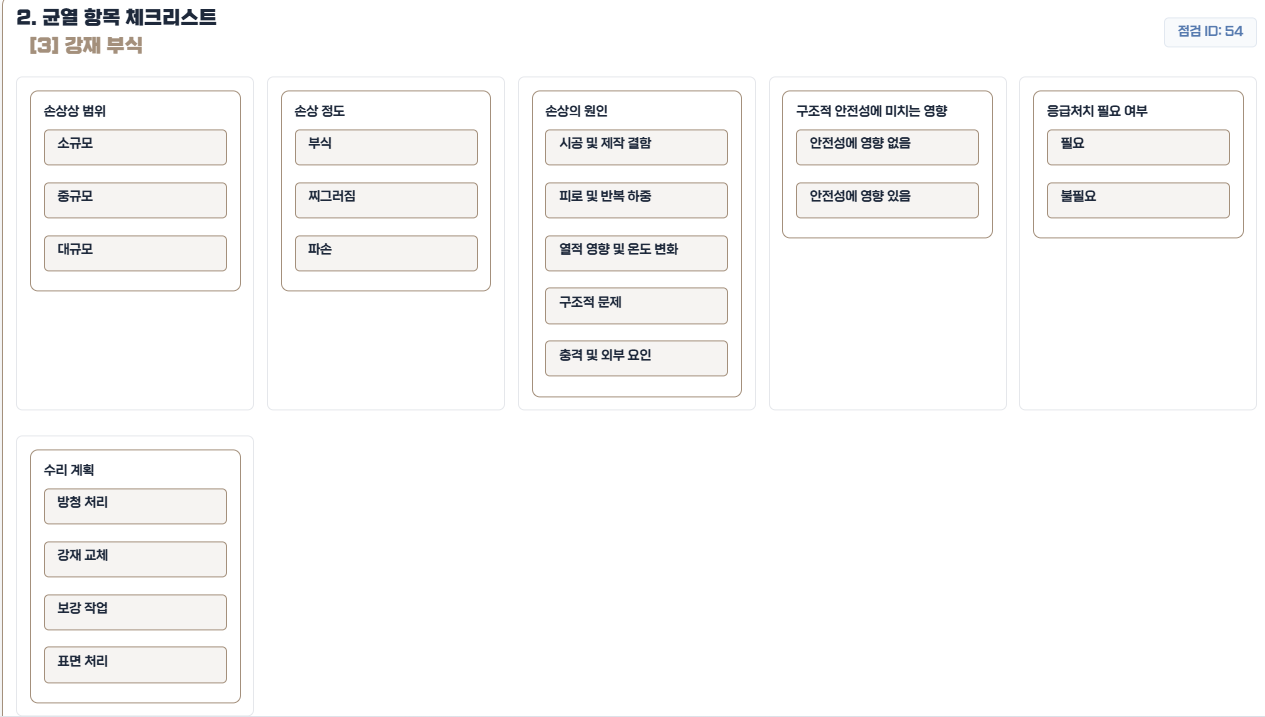 2. 균열 항목 체크리스트
[3] 강재 부식
점검 ID: 54
손상상 범위
소규모
중규모
대규모
손상 정도
부식
찌그러짐
파손
손상의 원인
시공 및 제작 결함
피로 및 반복 하중
열적 영향 및 온도 변화
구조적 문제
충격 및 외부 요인
구조적 안전성에 미치는 영향
안전성에 영향 없음
안전성에 영향 있음
응급처치 필요 여부
필요
불필요
수리 계획
방청 처리
강재 교체
보강 작업
표면 처리